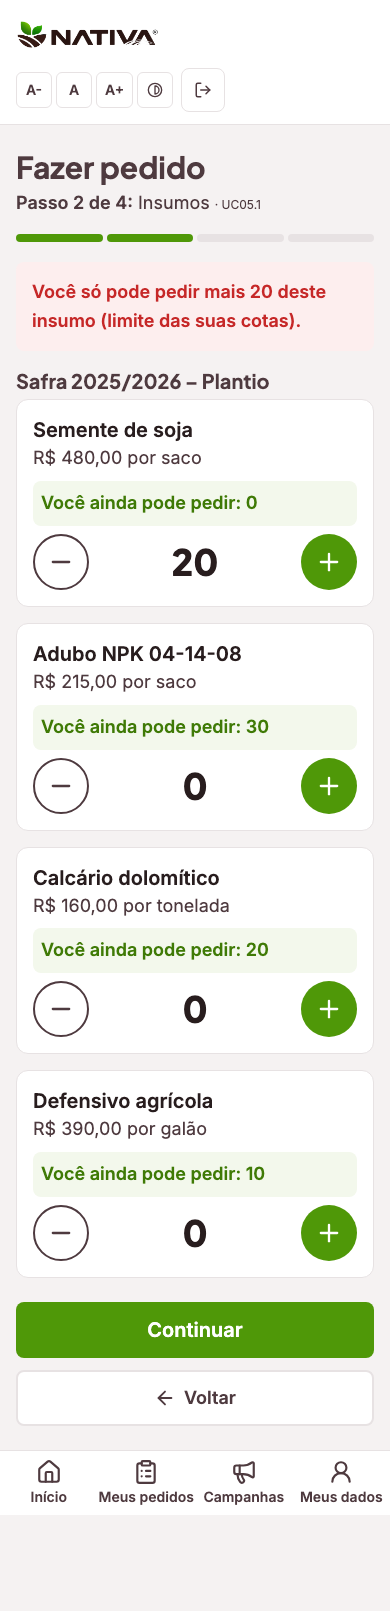 NATIVA®
A-
A
A+
Fazer pedido
Passo 2 de 4: Insumos · UC05.1
Você só pode pedir mais 20 deste
insumo (limite das suas cotas).
Safra 2025/2026 – Plantio
Semente de soja
R$ 480,00 por saco
Você ainda pode pedir: 0
20
Adubo NPK 04-14-08
R$ 215,00 por saco
Você ainda pode pedir: 30
0
Calcário dolomítico
R$ 160,00 por tonelada
Você ainda pode pedir: 20
0
Defensivo agrícola
R$ 390,00 por galão
Você ainda pode pedir: 10
0
Continuar
Voltar
Início
Meus pedidos
Campanhas
Meus dados